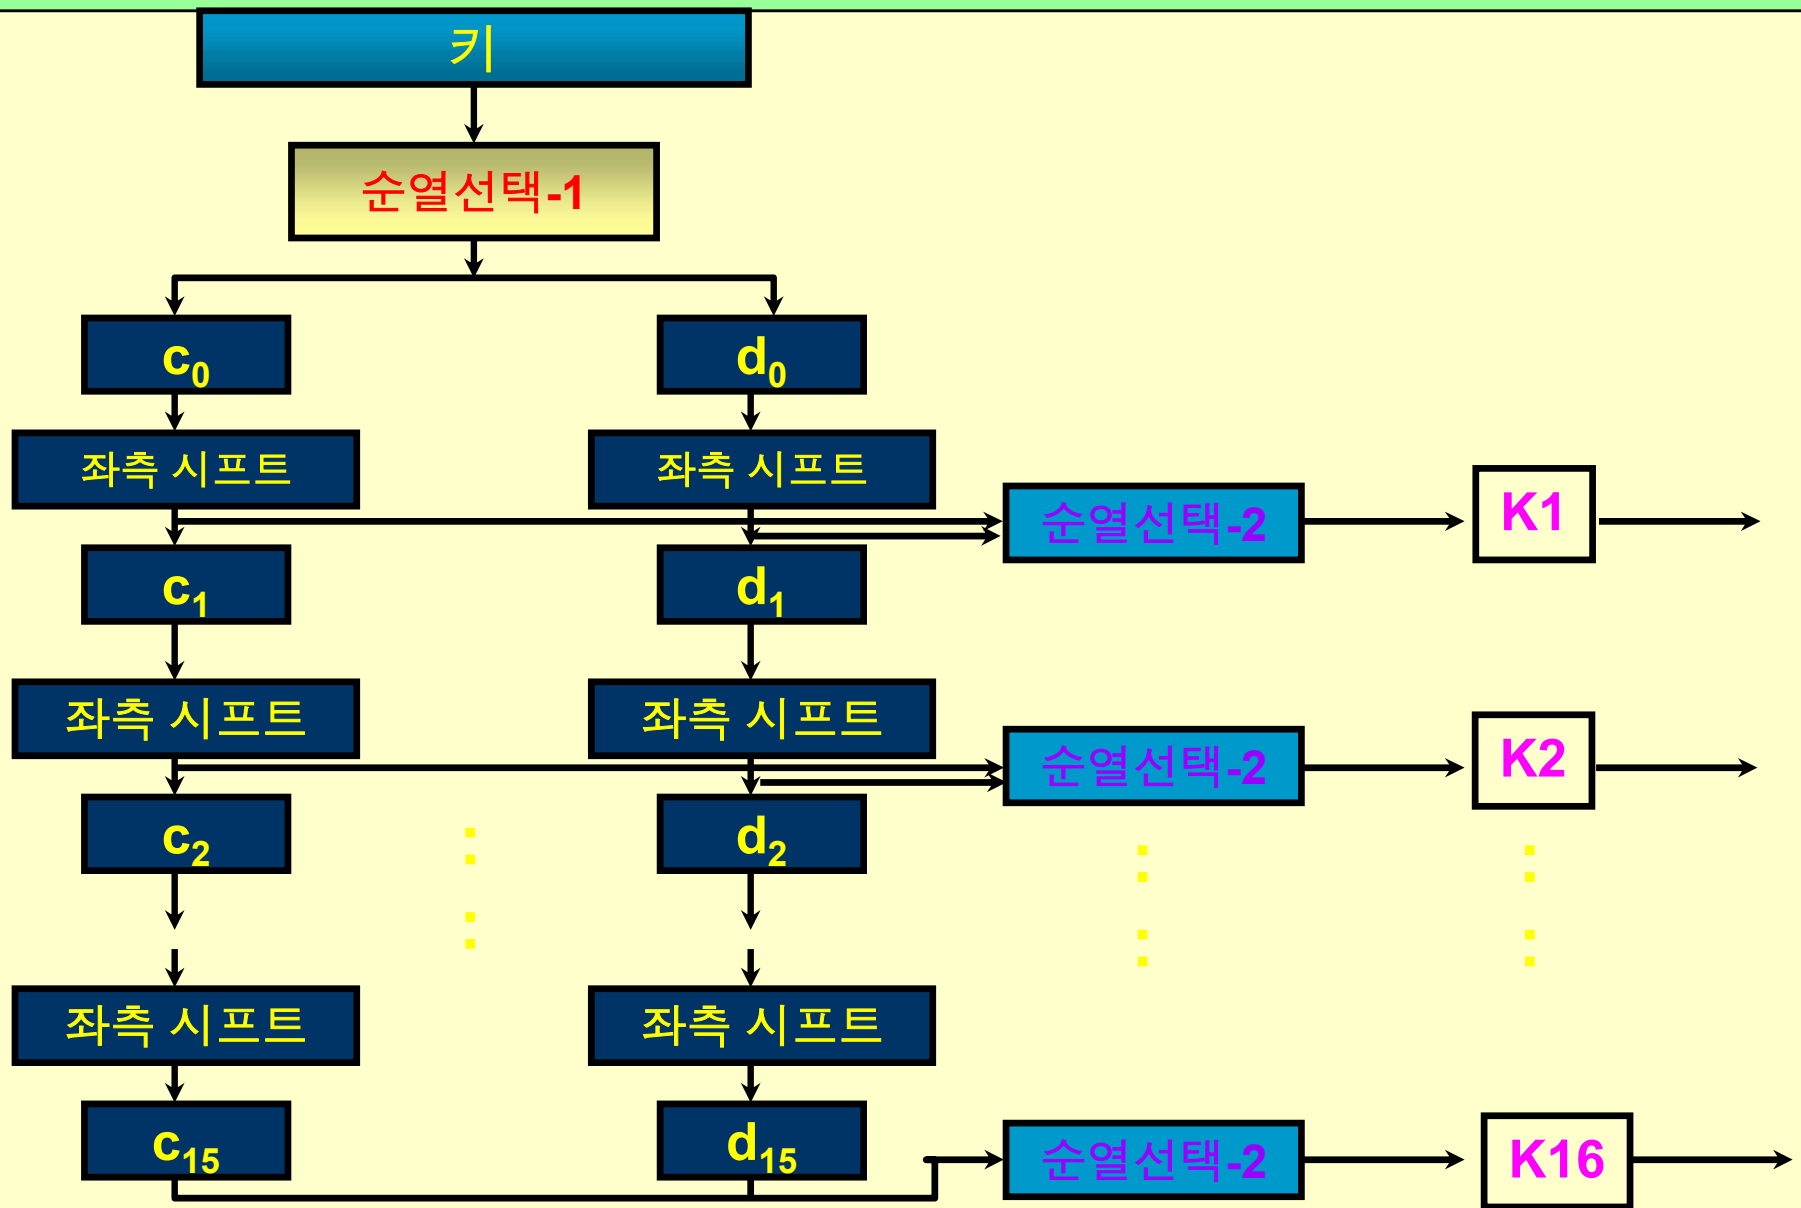 키
순열선택-1
c0
d0
좌측 시프트
좌측 시프트
순열선택-2
K1
c1
d1
좌측 시프트
좌측 시프트
순열선택-2
K2
c2
d2
: :
: :
: :
좌측 시프트
좌측 시프트
c15
d15
순열선택-2
K16